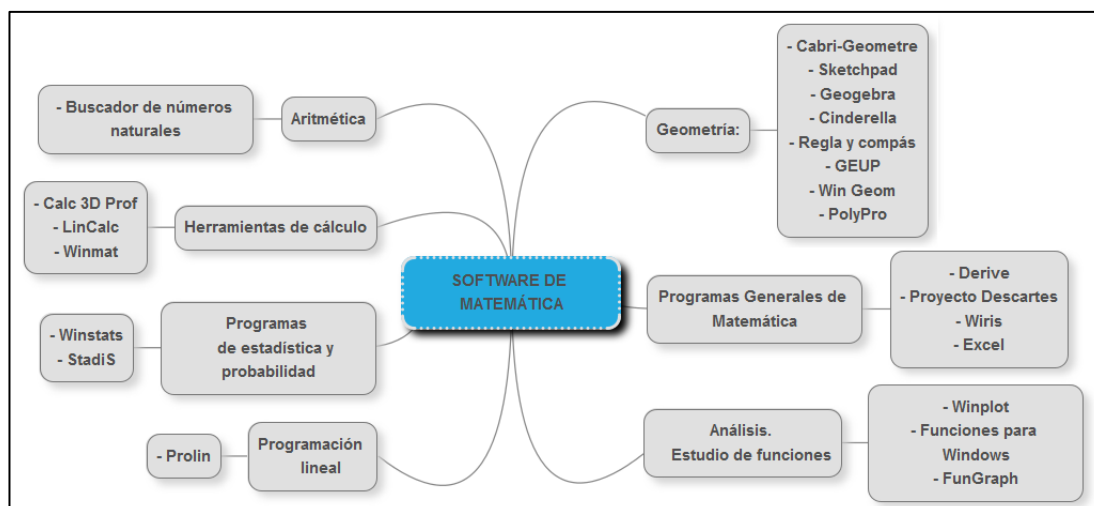 SOFTWARE DE
MATEMÁTICA
Aritmética
- Buscador de números
naturales
Herramientas de cálculo
- Calc 3D Prof
- LinCalc
- Winmat
Programas
de estadística y
probabilidad
- Winstats
- StadiS
Programación
lineal
- Prolin
Geometría:
- Cabri-Geometre
- Sketchpad
- Geogebra
- Cinderella
- Regla y compás
- GEUP
- Win Geom
- PolyPro
Programas Generales de
Matemática
- Derive
- Proyecto Descartes
- Wiris
- Excel
Análisis.
Estudio de funciones
- Winplot
- Funciones para
Windows
- FunGraph